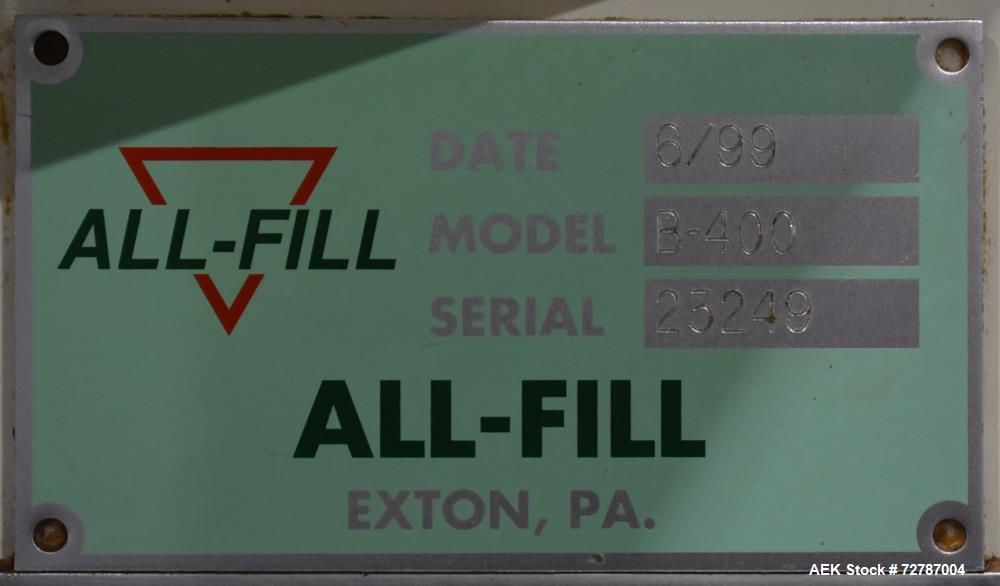 ALL-FILL
DATE 6/99
MODEL B-400
SERIAL 23249
ALL-FILL
EXTON, PA.
AEK Stock # 72787004